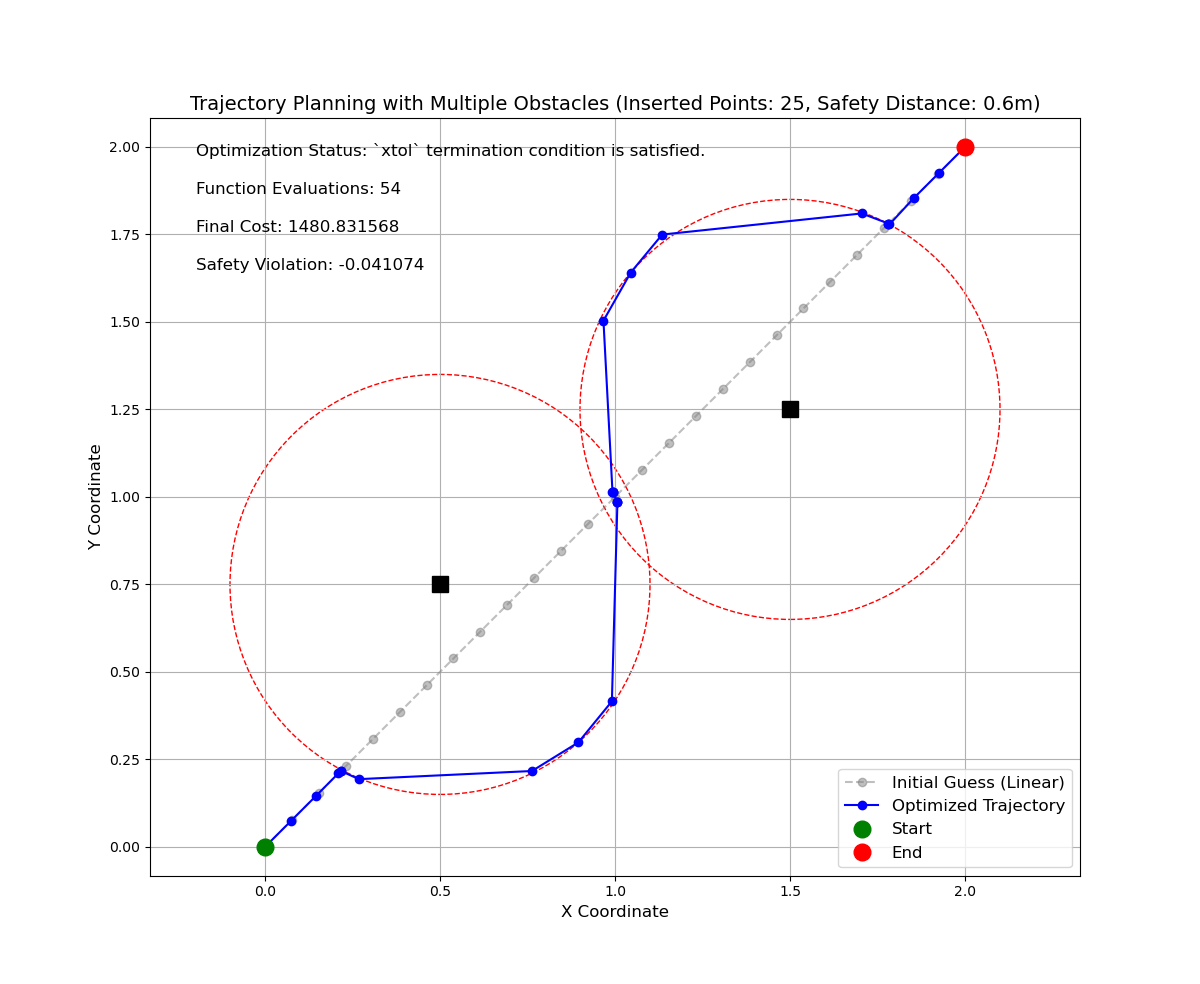 Trajectory Planning with Multiple Obstacles (Inserted Points: 25, Safety Distance: 0.6m)
Optimization Status: `xtol` termination condition is satisfied.
Function Evaluations: 54
Final Cost: 1480.831568
Safety Violation: -0.041074
2.00
1.75
1.50
1.25
1.00
0.75
0.50
0.25
0.00
Y Coordinate
Initial Guess (Linear)
Optimized Trajectory
Start
End
0.0
0.5
1.0
1.5
2.0
X Coordinate